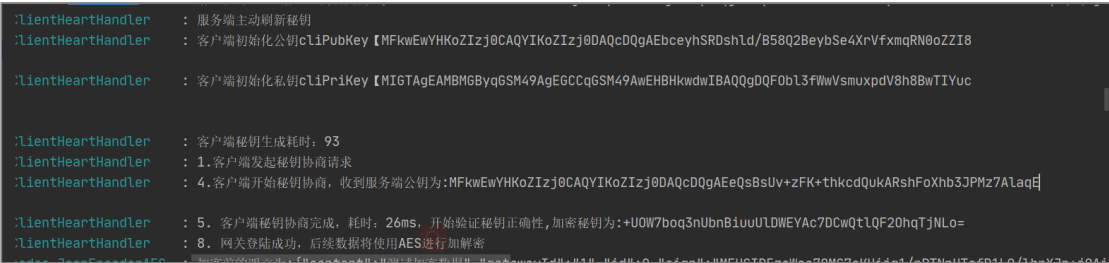 ClientHeartHandler : 服务端主动刷新秘钥
ClientHeartHandler : 客户端初始化公钥cliPubKey【MFkwEwYHKoZIzj0CAQYIKoZIzj0DAQcDQgAEbceyhSRDshld/B58Q2BeybSe4XrVfxmqRN0oZZI8
ClientHeartHandler : 客户端初始化私钥cliPriKey【MIGTAgEAMBMGByqGSM49AgEGCCqGSM49AwEHBHkwdwIBAQQgDQFObl3fWwVsmuxpdV8h8BwTIYuc
ClientHeartHandler : 客户端秘钥生成耗时：93
ClientHeartHandler : 1.客户端发起秘钥协商请求
ClientHeartHandler : 4.客户端开始秘钥协商，收到服务端公钥为:MFkwEwYHKoZIzj0CAQYIKoZIzj0DAQcDQgAEeQsBsUv+zFK+thkcdQukARshFoXhb3JPMz7AlaqE
ClientHeartHandler : 5. 客户端秘钥协商完成，耗时：26ms，开始验证秘钥正确性,加密秘钥为:+UOW7boq3nUbnBiuuUlDWEYAc7DCwQtlQF2OhqTjNLo=
ClientHeartHandler : 8. 网关登陆成功，后续数据将使用AES进行加解密